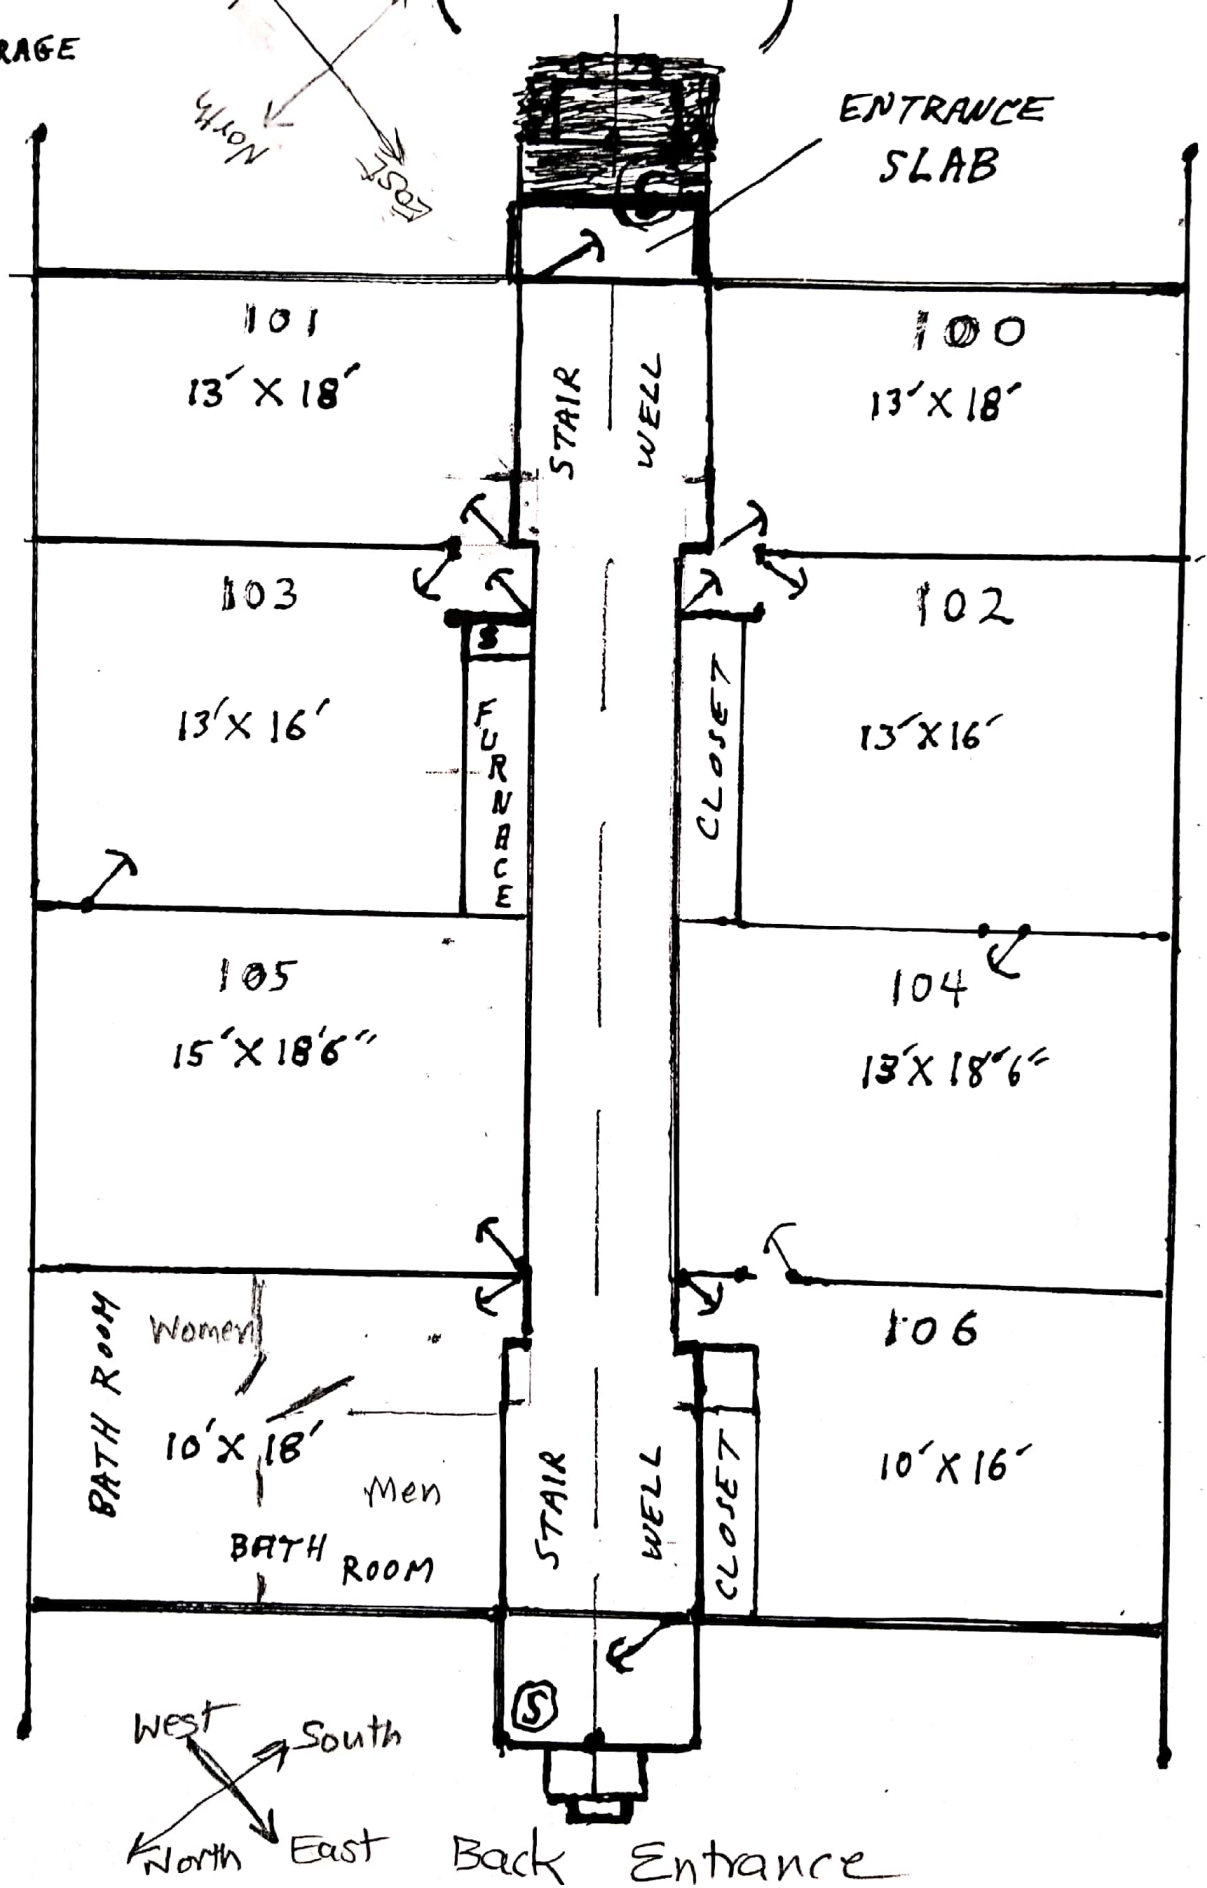 RAGE
North
East
ENTRANCE
SLAB
101
13' X 18'
100
13' X 18'
STAIR WELL
103
13' X 16'
S
FURNACE
102
13' X 16'
CLOSET
105
15' X 18'6"
104
13' X 18'6"
Women
BATH ROOM
10' X 18'
Men
BATH ROOM
STAIR WELL
CLOSET
106
10' X 16'
S
West
South
North
East
Back Entrance